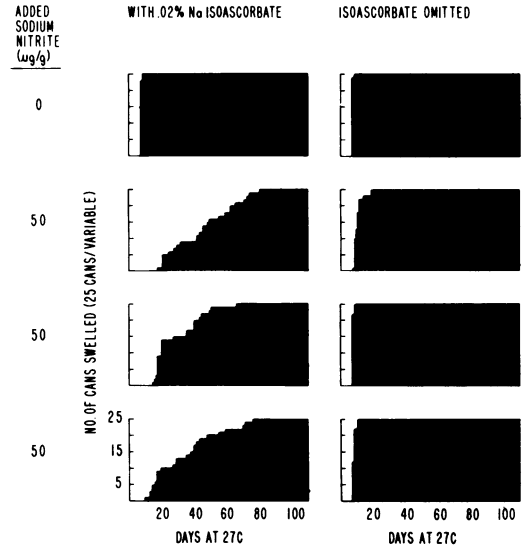 ADDED
SODIUM
NITRITE
(ug/g)
WITH .02% Na ISOASCORBATE
ISOASCORBATE OMITTED
0
50
50
50
NO. OF CANS SWELLED (25 CANS/VARIABLE)
25
15
5
20 40 60 80 100
20 40 60 80 100
DAYS AT 27C
DAYS AT 27C